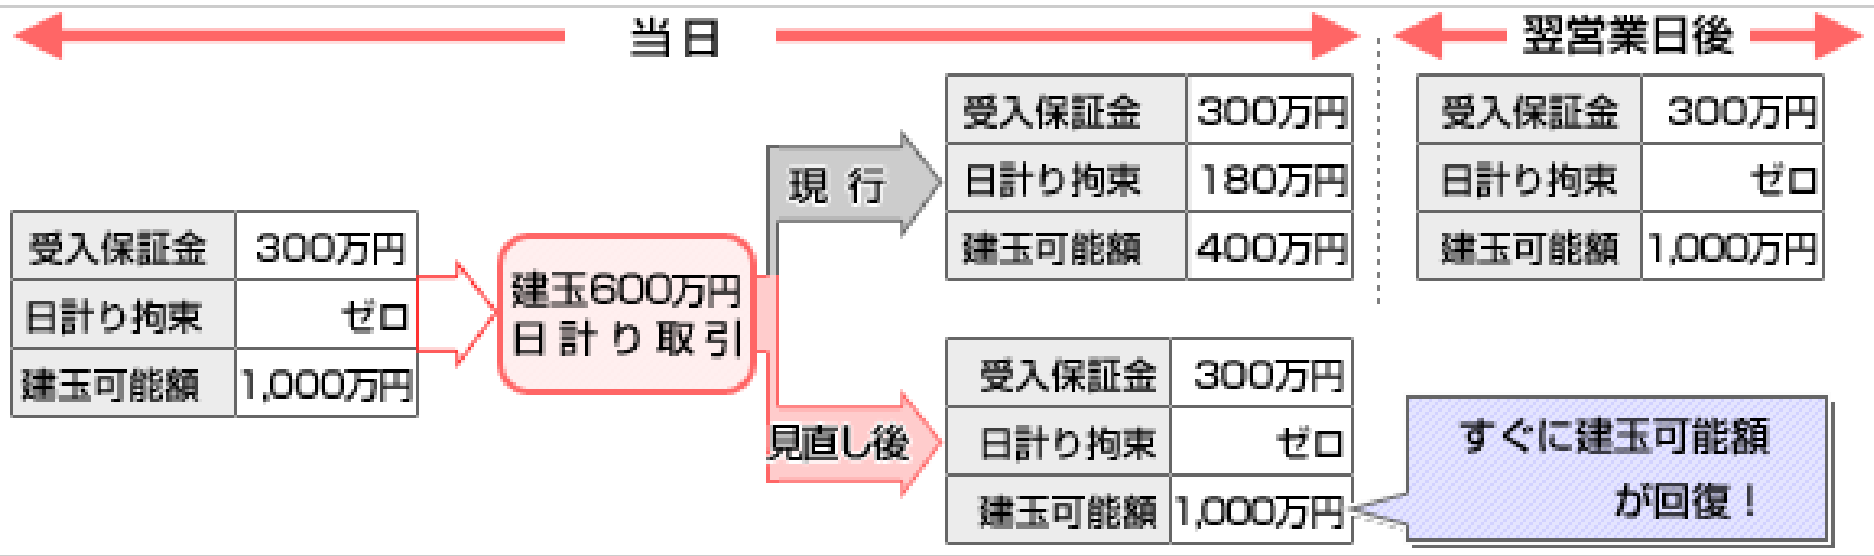 当日
翌営業日後
受入保証金 300万円
日計り拘束 ゼロ
建玉可能額 1,000万円
建玉600万円
日計り取引
現行
受入保証金 300万円
日計り拘束 180万円
建玉可能額 400万円
受入保証金 300万円
日計り拘束 ゼロ
建玉可能額 1,000万円
見直し後
受入保証金 300万円
日計り拘束 ゼロ
建玉可能額 1,000万円
すぐに建玉可能額
が回復！